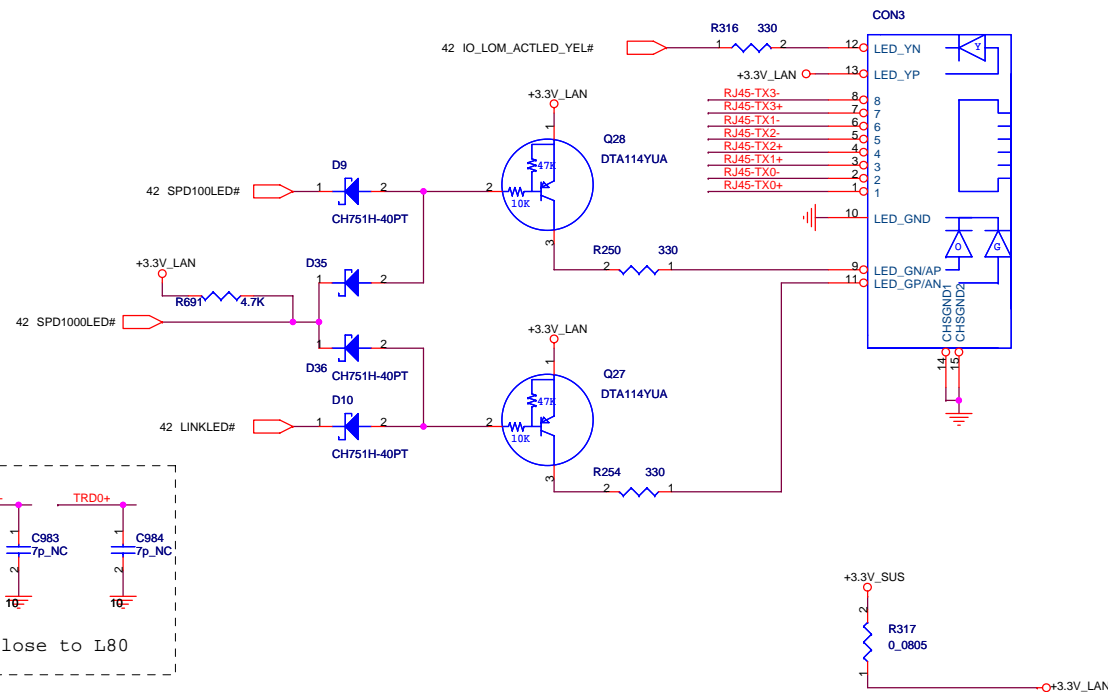 CON3
R316 330
42 IO_LOM_ACTLED_YEL#
1 2
12 LED_YN
Y
+3.3V_LAN
13 LED_YP
RJ45-TX3- 8 8
RJ45-TX3+ 7 7
RJ45-TX1- 6 6
RJ45-TX2- 5 5
RJ45-TX2+ 4 4
RJ45-TX1+ 3 3
RJ45-TX0- 2 2
RJ45-TX0+ 1 1
10 LED_GND
O G
9 LED_GN/AP
11 LED_GP/AN
CHSGND1
CHSGND2
14
15
+3.3V_LAN
1
Q28
DTA114YUA
47K
10K
2
3
D9
42 SPD100LED#
1 2
CH751H-40PT
R250 330
2 1
+3.3V_LAN
D35
1 2
R691 4.7K
42 SPD1000LED#
1 2
D36
CH751H-40PT
+3.3V_LAN
1
Q27
DTA114YUA
47K
10K
2
3
D10
42 LINKLED#
1 2
CH751H-40PT
R254 330
2 1
-
TRD0+
1
C983
7p_NC
2
10
1
C984
7p_NC
2
10
lose to L80
+3.3V_SUS
2
R317
0_0805
1
+3.3V_LAN